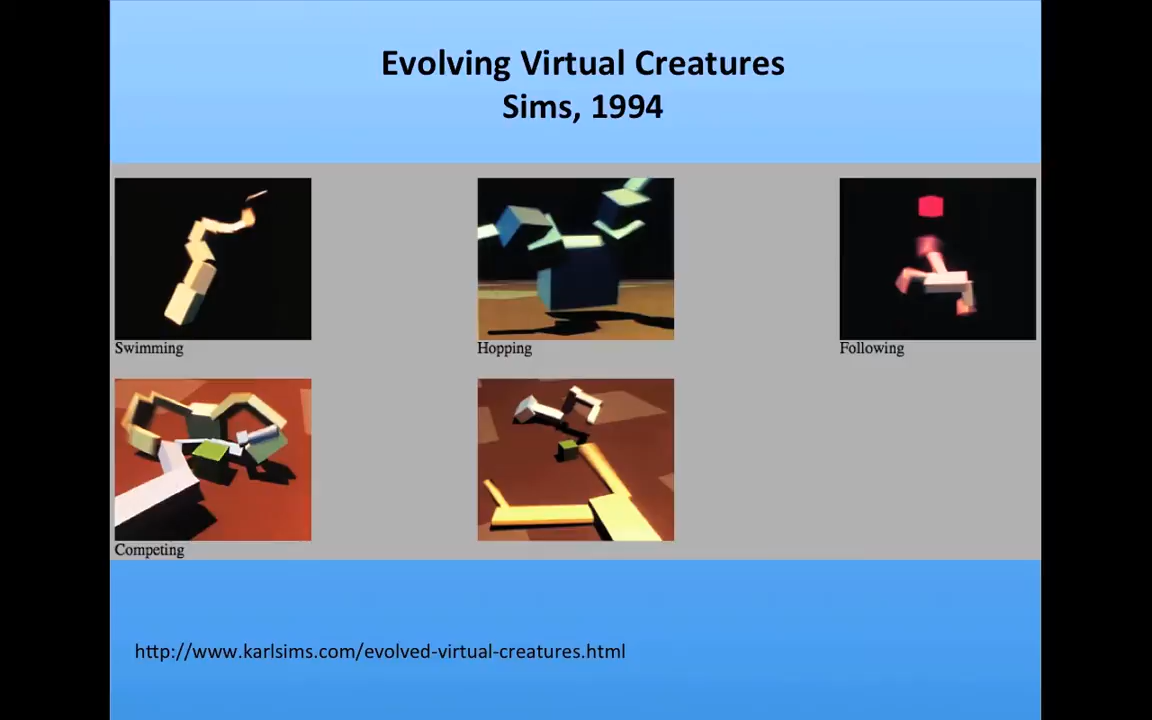 Evolving Virtual Creatures
Sims, 1994
Swimming
Hopping
Following
Competing
http://www.karlsims.com/evolved-virtual-creatures.html